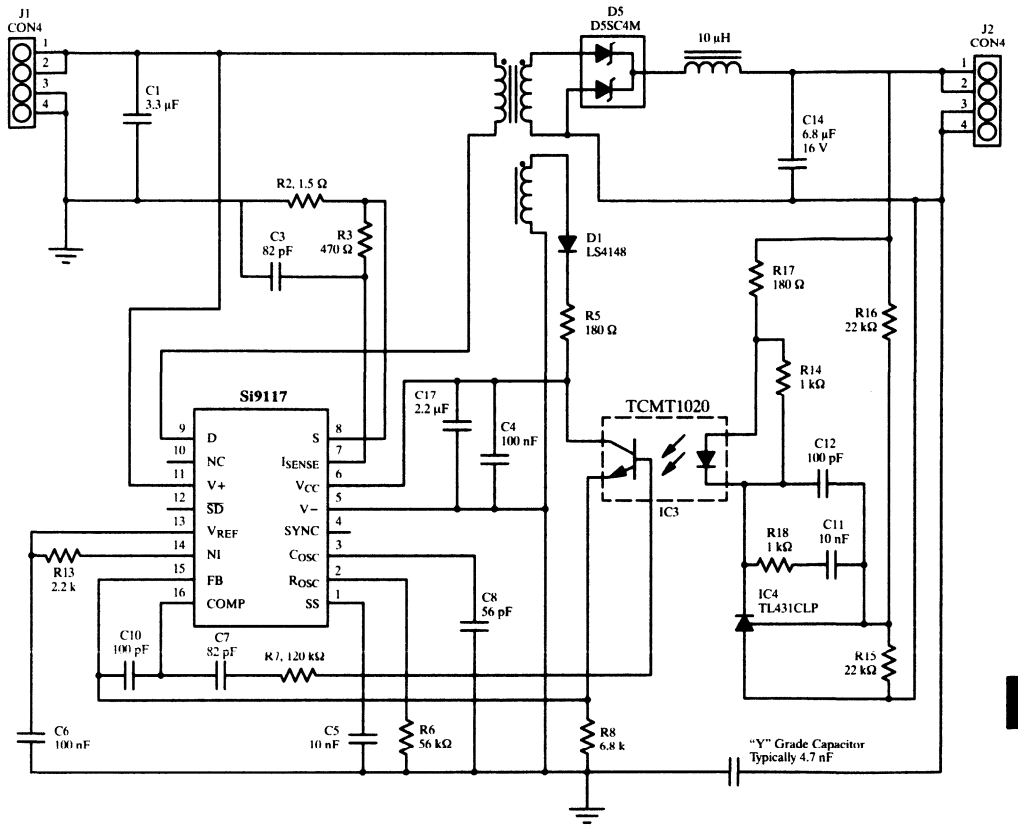 J1
CON4
1
2
3
4
C1
3.3 µF
D5
D5SC4M
10 µH
J2
CON4
1
2
3
4
C14
6.8 µF
16 V
R2, 1.5 Ω
C3
82 pF
R3
470 Ω
D1
LS4148
R5
180 Ω
R17
180 Ω
R16
22 kΩ
R14
1 kΩ
Si9117
9 D
10 NC
11 V+
12 SD
13 VREF
14 NI
15 FB
16 COMP
S 8
ISENSE 7
VCC 6
V− 5
SYNC 4
COSC 3
ROSC 2
SS 1
C17
2.2 µF
C4
100 nF
TCMT1020
IC3
C12
100 pF
R18
1 kΩ
C11
10 nF
IC4
TL431CLP
R13
2.2 k
C10
100 pF
C7
82 pF
R7, 120 kΩ
C8
56 pF
R15
22 kΩ
C6
100 nF
C5
10 nF
R6
56 kΩ
R8
6.8 k
"Y" Grade Capacitor
Typically 4.7 nF